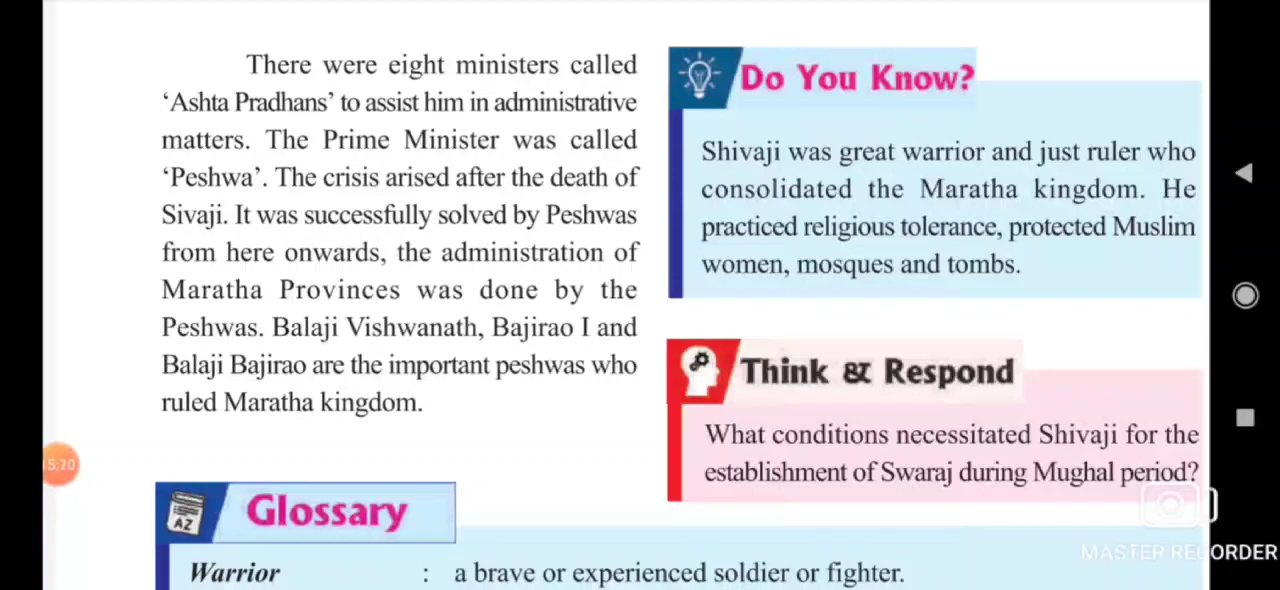 There were eight ministers called
‘Ashta Pradhans’ to assist him in administrative
matters. The Prime Minister was called
‘Peshwa’. The crisis arised after the death of
Sivaji. It was successfully solved by Peshwas
from here onwards, the administration of
Maratha Provinces was done by the
Peshwas. Balaji Vishwanath, Bajirao I and
Balaji Bajirao are the important peshwas who
ruled Maratha kingdom.
Do You Know?
Shivaji was great warrior and just ruler who
consolidated the Maratha kingdom. He
practiced religious tolerance, protected Muslim
women, mosques and tombs.
Think & Respond
What conditions necessitated Shivaji for the
establishment of Swaraj during Mughal period?
15:20
AZ
Glossary
Warrior : a brave or experienced soldier or fighter.
MASTER RECORDER